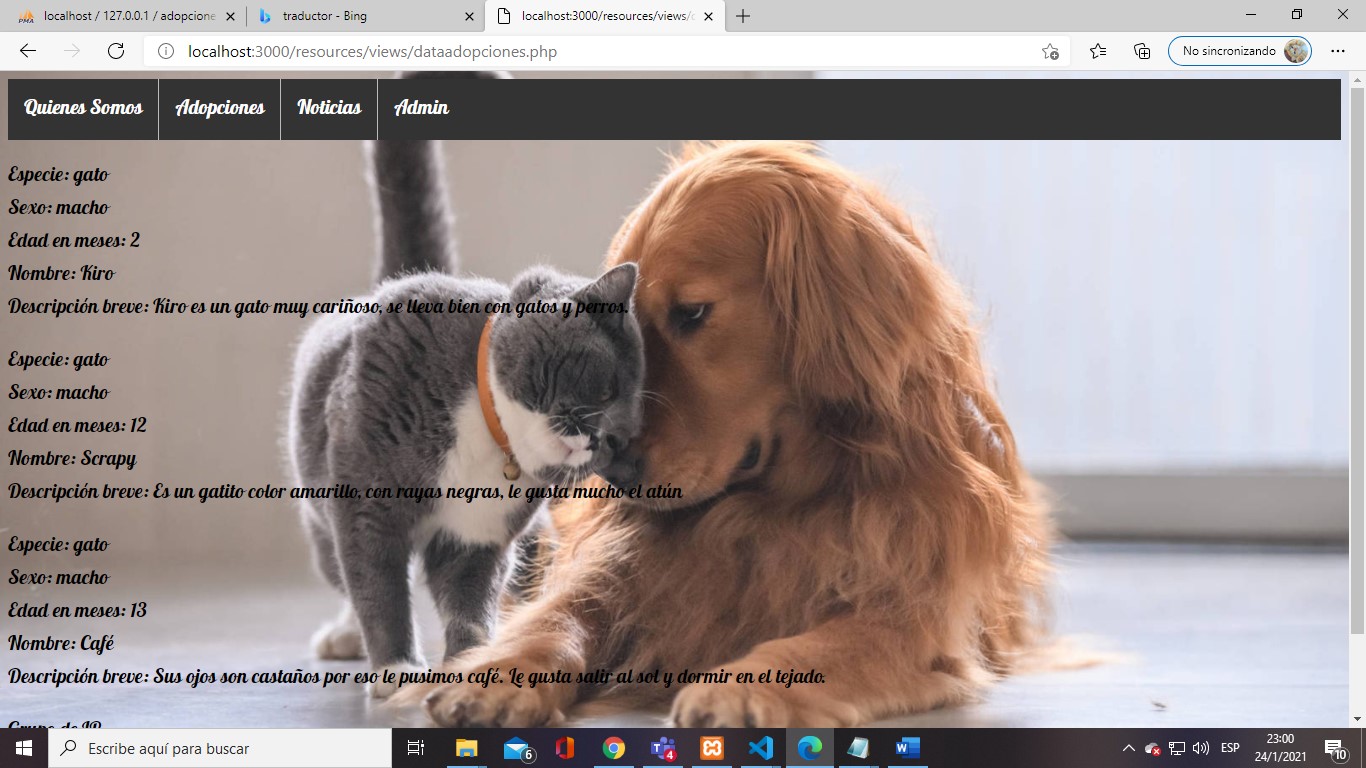 localhost / 127.0.0.1 / adopcione
traductor - Bing
localhost:3000/resources/views/d
localhost:3000/resources/views/dataadopciones.php
No sincronizando
Quienes Somos
Adopciones
Noticias
Admin
Especie: gato
Sexo: macho
Edad en meses: 2
Nombre: Kiro
Descripción breve: Kiro es un gato muy cariñoso, se lleva bien con gatos y perros.
Especie: gato
Sexo: macho
Edad en meses: 12
Nombre: Scrapy
Descripción breve: Es un gatito color amarillo, con rayas negras, le gusta mucho el atún
Especie: gato
Sexo: macho
Edad en meses: 13
Nombre: Café
Descripción breve: Sus ojos son castaños por eso le pusimos café. Le gusta salir al sol y dormir en el tejado.
Escribe aquí para buscar
6
4
ESP
23:00
24/1/2021
10